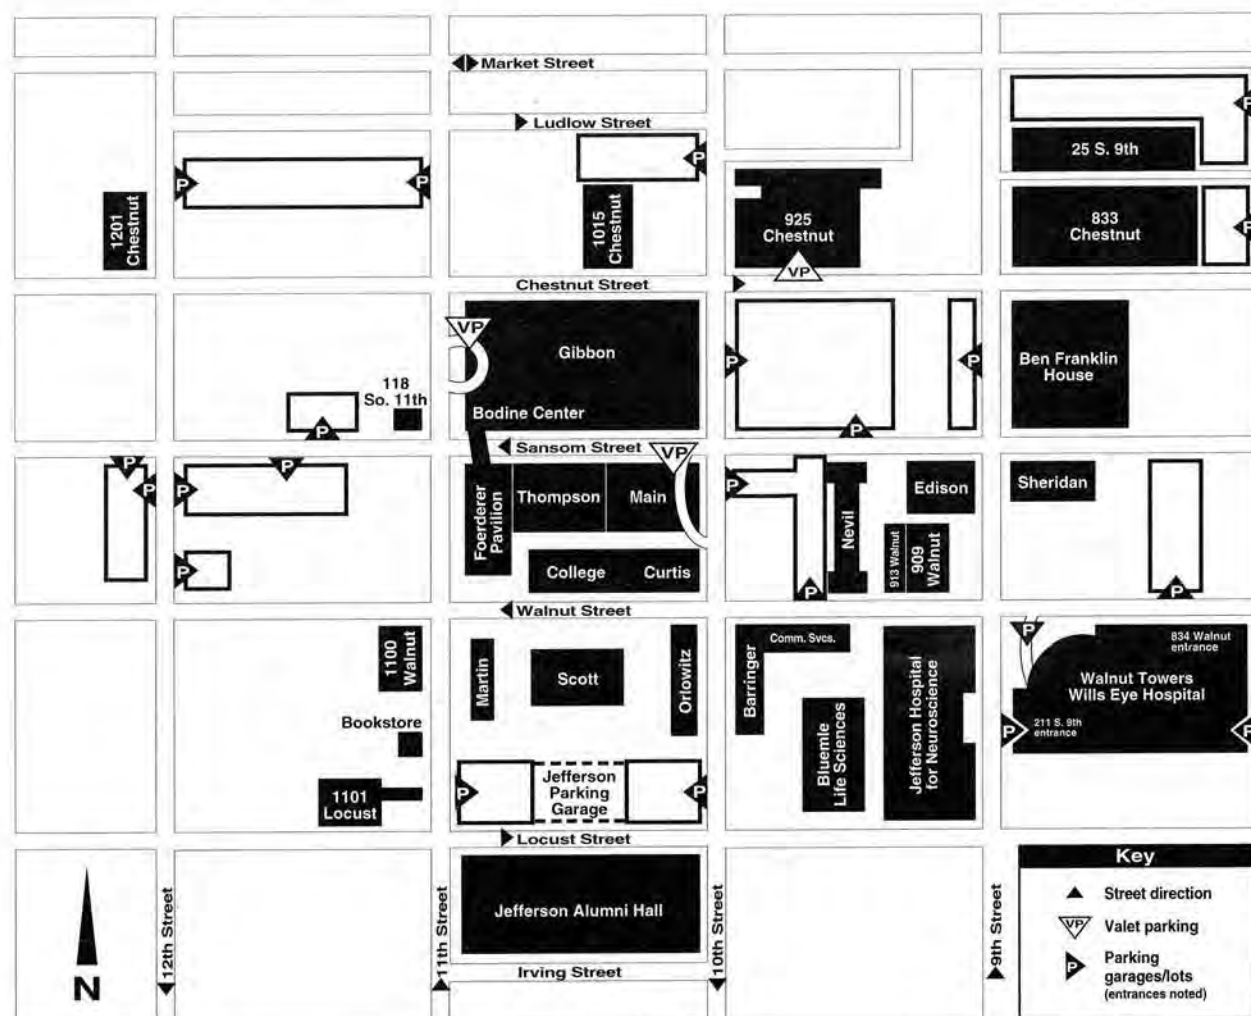 Market Street
Ludlow Street
P
P
P
P
25 S. 9th
1201
Chestnut
1015
Chestnut
925
Chestnut
833
Chestnut
P
VP
Chestnut Street
VP
Gibbon
P
P
Ben Franklin
House
118
So. 11th
P
Bodine Center
P
Sansom Street
VP
P
P
P
P
P
Foerderer
Pavilion
Thompson
Main
P
Nevil
Edison
Sheridan
P
College
Curtis
913 Walnut
909
Walnut
P
P
Walnut Street
1100
Walnut
Martin
Scott
Orlowitz
Barringer
Comm. Svcs.
Bluemle
Life Sciences
Jefferson Hospital
for Neuroscience
P
834 Walnut
entrance
Walnut Towers
Wills Eye Hospital
P
211 S. 9th
entrance
P
Bookstore
1101
Locust
P
Jefferson
Parking
Garage
P
Locust Street
Jefferson Alumni Hall
Irving Street
N
12th Street
11th Street
10th Street
9th Street
Key
Street direction
VP
Valet parking
P
Parking
garages/lots
(entrances noted)